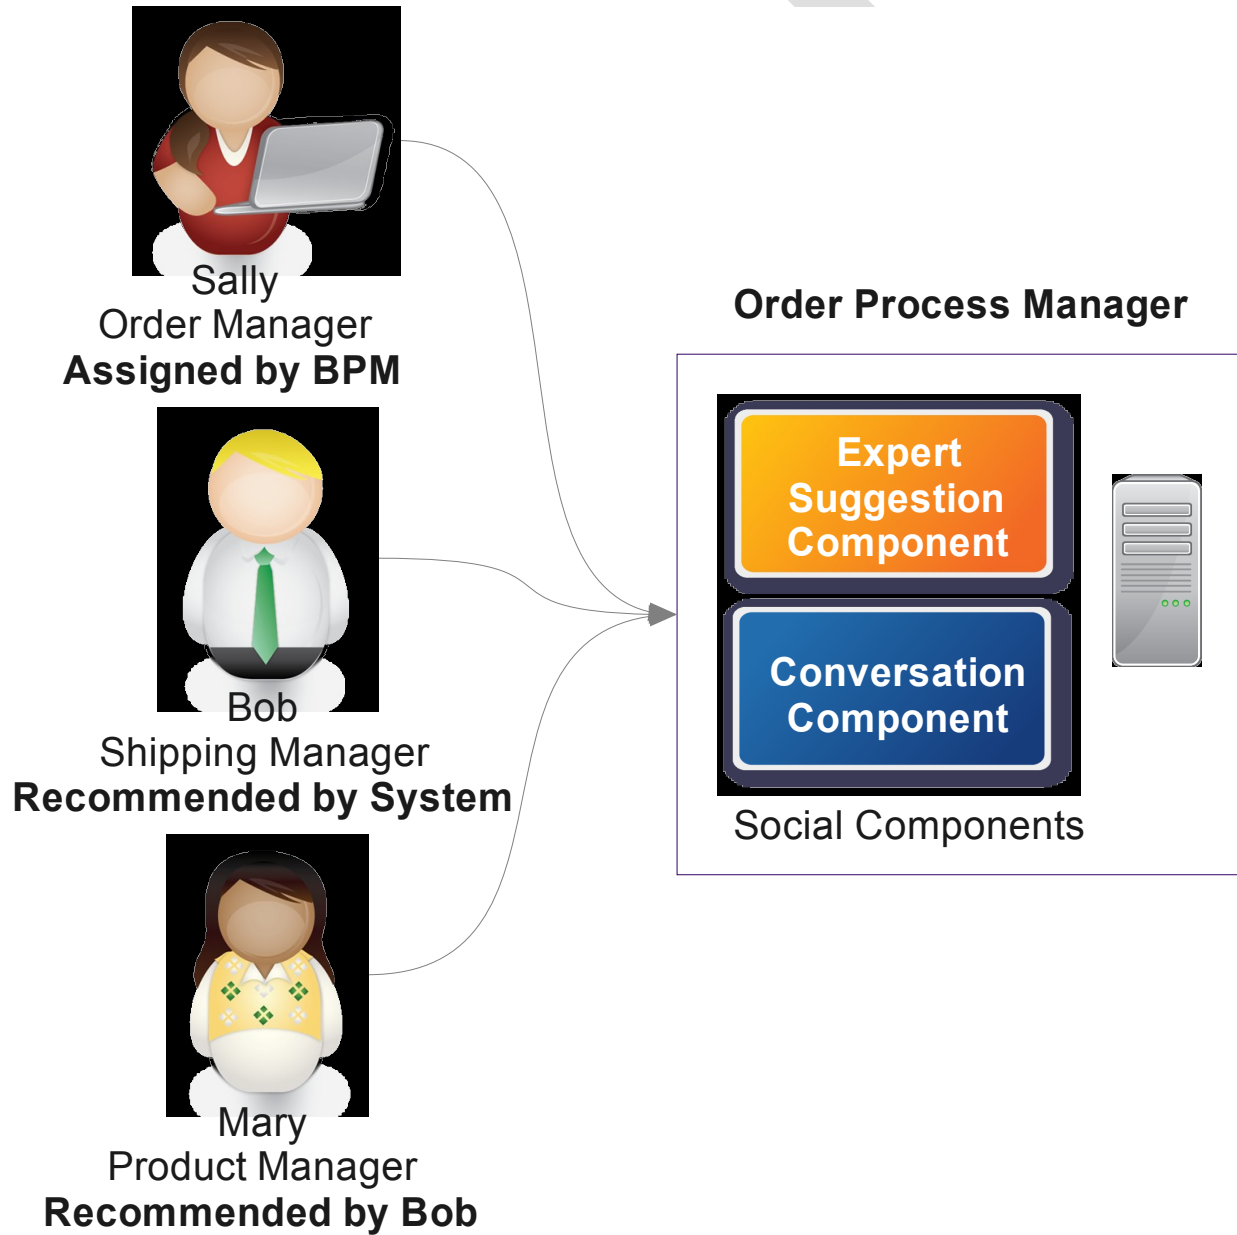 Sally
Order Manager
Assigned by BPM
Bob
Shipping Manager
Recommended by System
Mary
Product Manager
Recommended by Bob
Order Process Manager
Expert
Suggestion
Component
Conversation
Component
Social Components